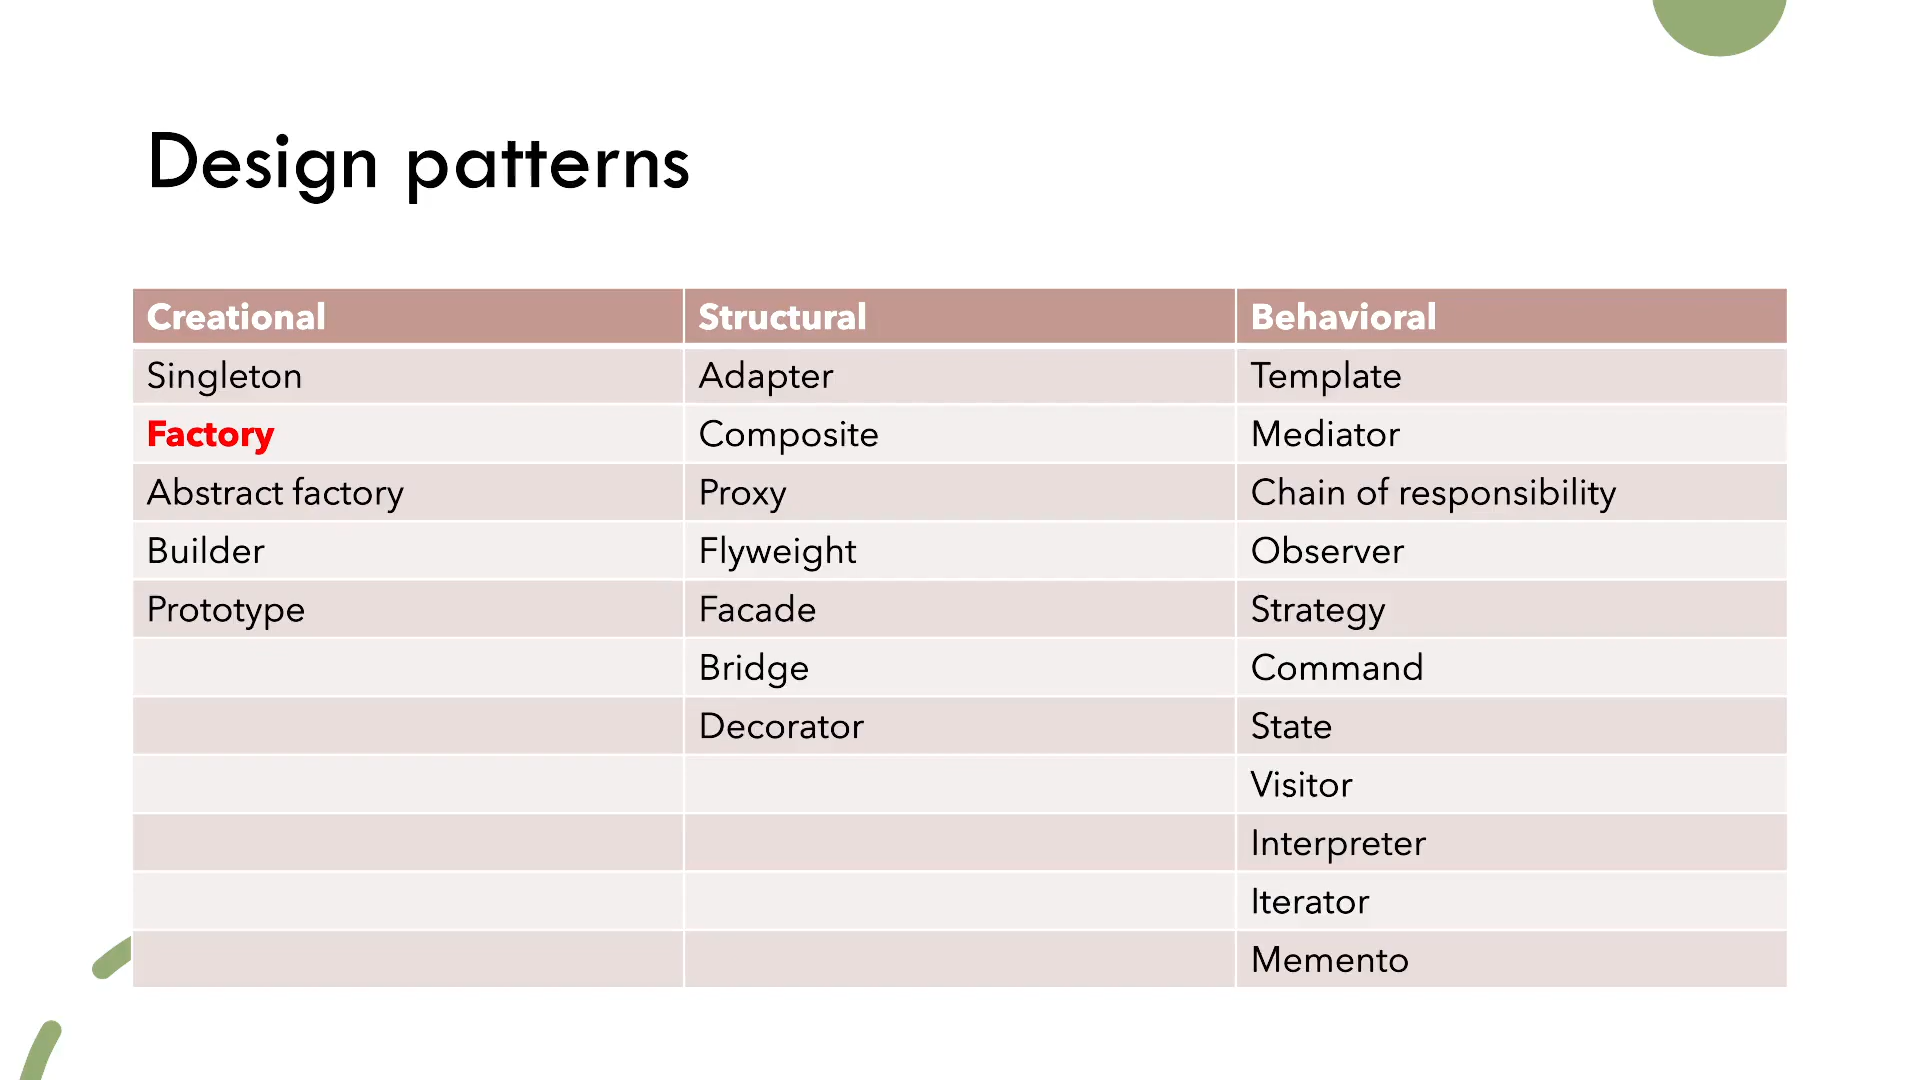 Design patterns
Creational Structural Behavioral
Singleton Adapter Template
Factory Composite Mediator
Abstract factory Proxy Chain of responsibility
Builder Flyweight Observer
Prototype Facade Strategy
Bridge Command
Decorator State
Visitor
Interpreter
Iterator
Memento